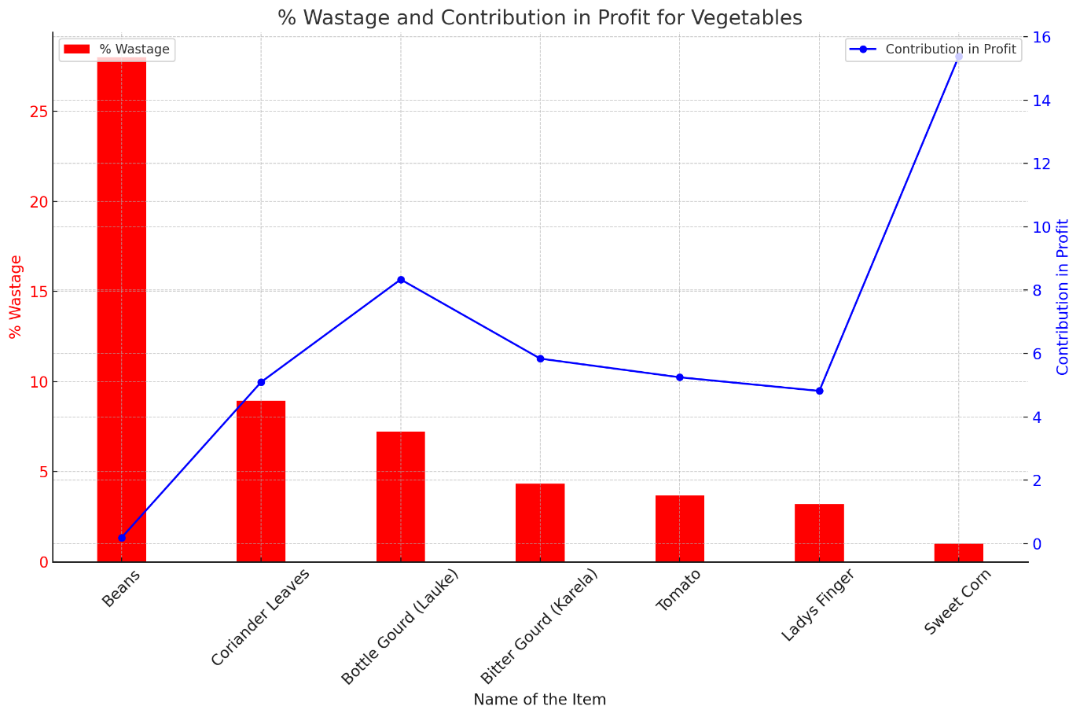 % Wastage and Contribution in Profit for Vegetables
% Wastage
Contribution in Profit
% Wastage
25
20
15
10
5
0
16
14
12
10
8
6
4
2
0
Contribution in Profit
Beans
Coriander Leaves
Bottle Gourd (Lauke)
Bitter Gourd (Karela)
Tomato
Ladys Finger
Sweet Corn
Name of the Item